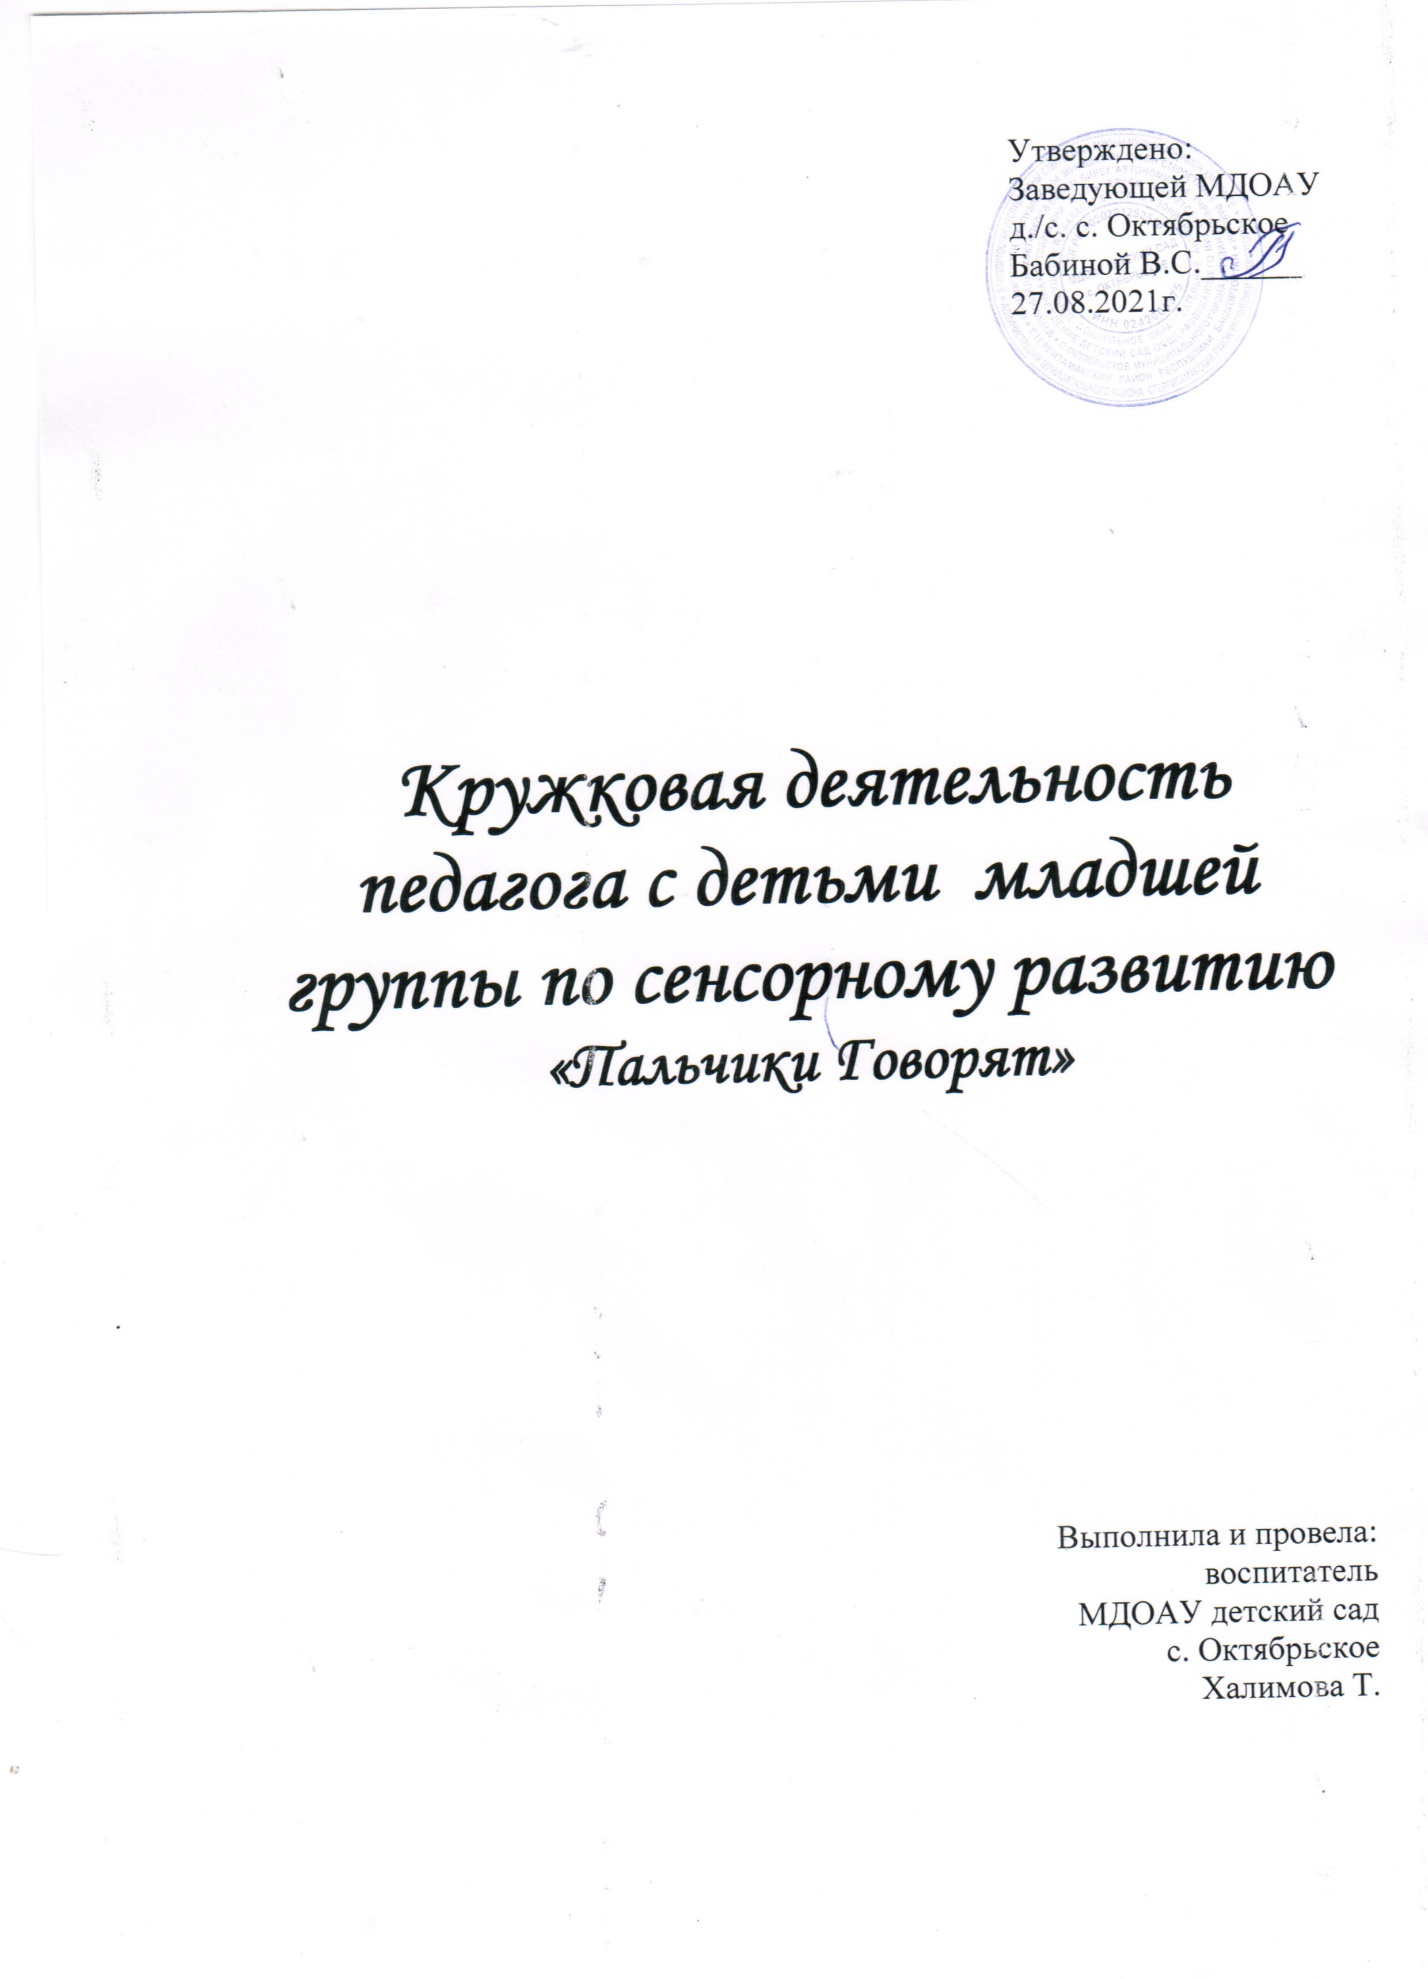 Утверждено:
Заведующей МДОАУ
д./с. с. Октябрьское
Бабиной В.С.______
27.08.2021г.
Кружковая деятельность
педагога с детьми младшей
группы по сенсорному развитию
«Пальчики Говорят»
Выполнила и провела:
воспитатель
МДОАУ детский сад
с. Октябрьское
Халимова Т.